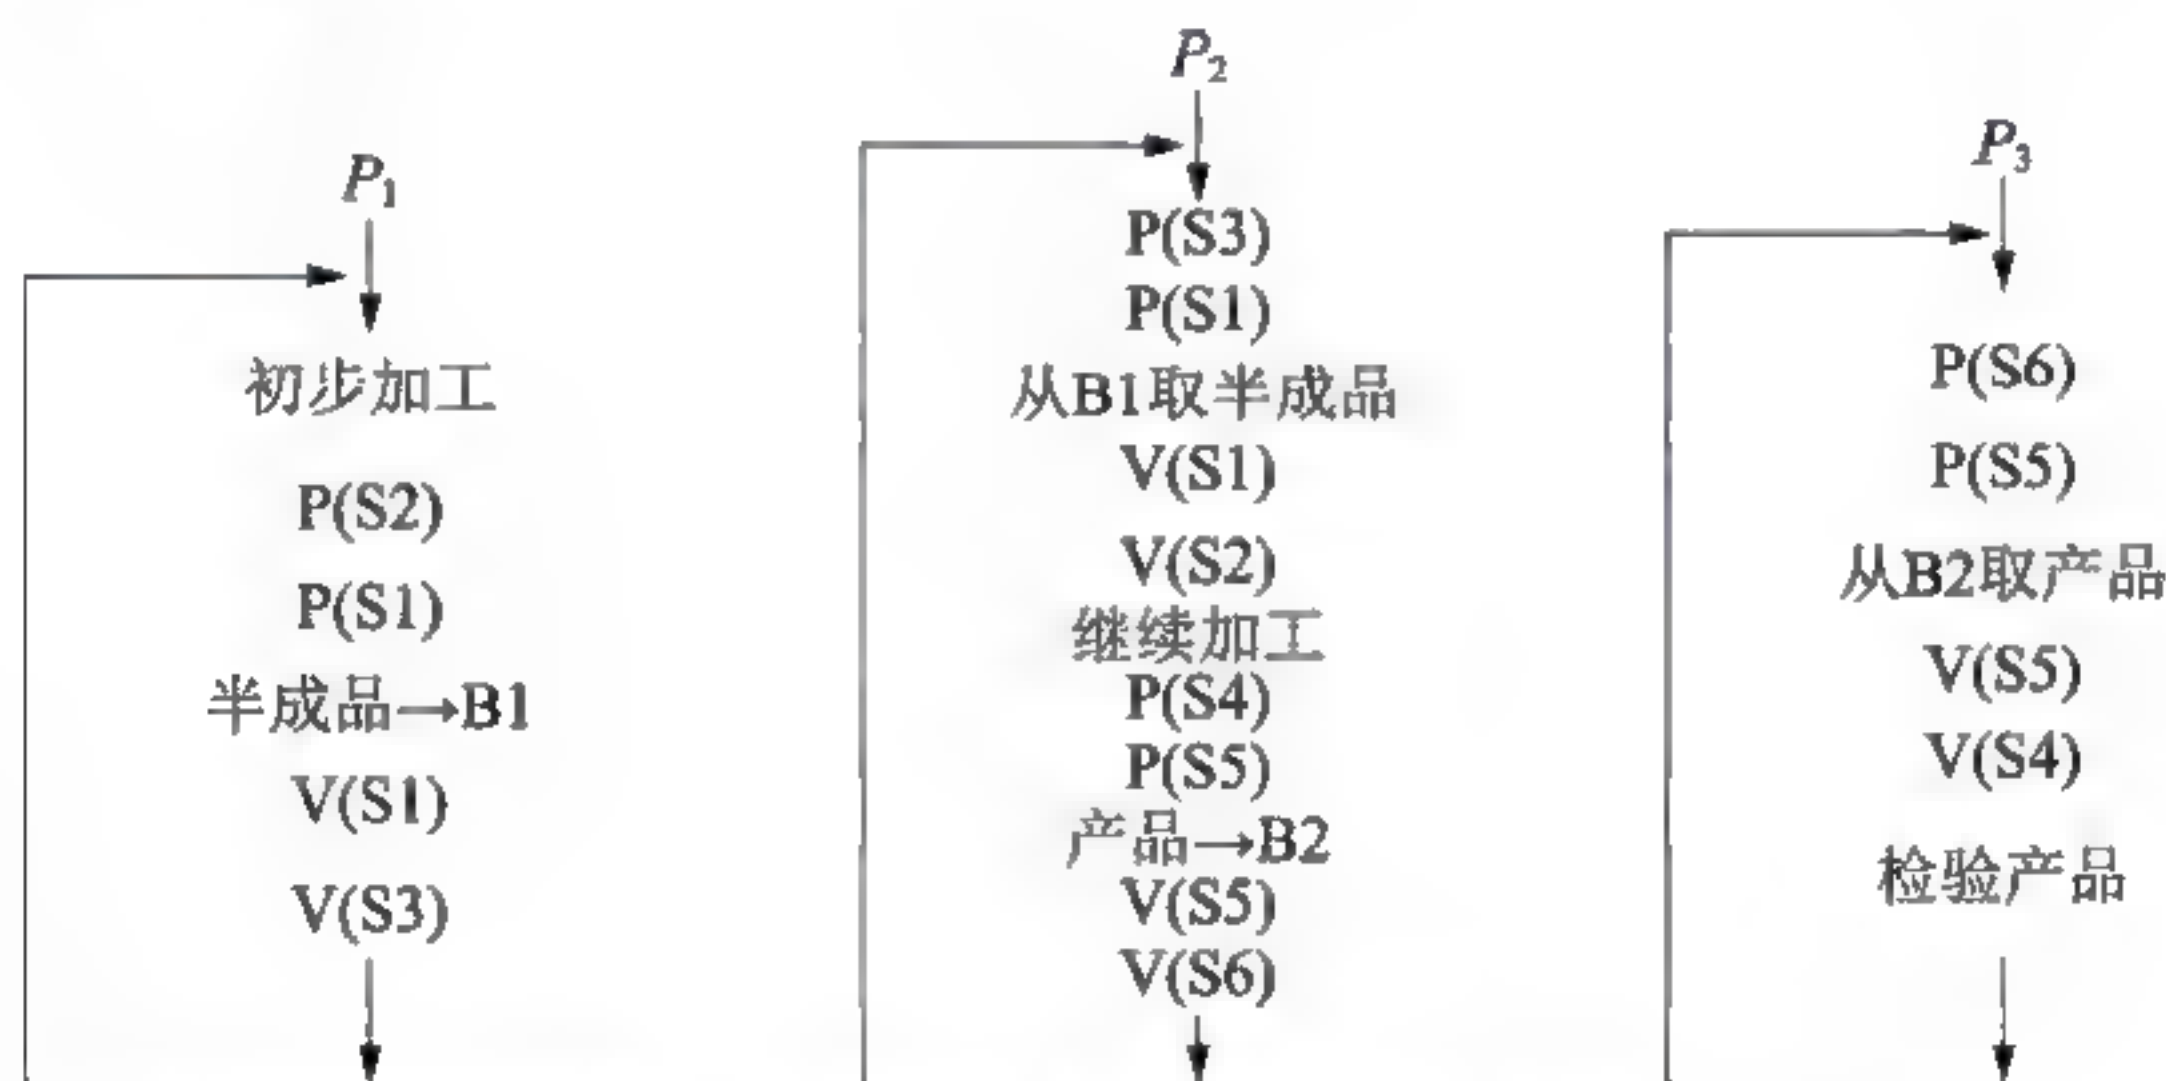 P₁
初步加工
P(S2)
P(S1)
半成品→B1
V(S1)
V(S3)
P₂
P(S3)
P(S1)
从B1取半成品
V(S1)
V(S2)
继续加工
P(S4)
P(S5)
产品→B2
V(S5)
V(S6)
P₃
P(S6)
P(S5)
从B2取产品
V(S5)
V(S4)
检验产品